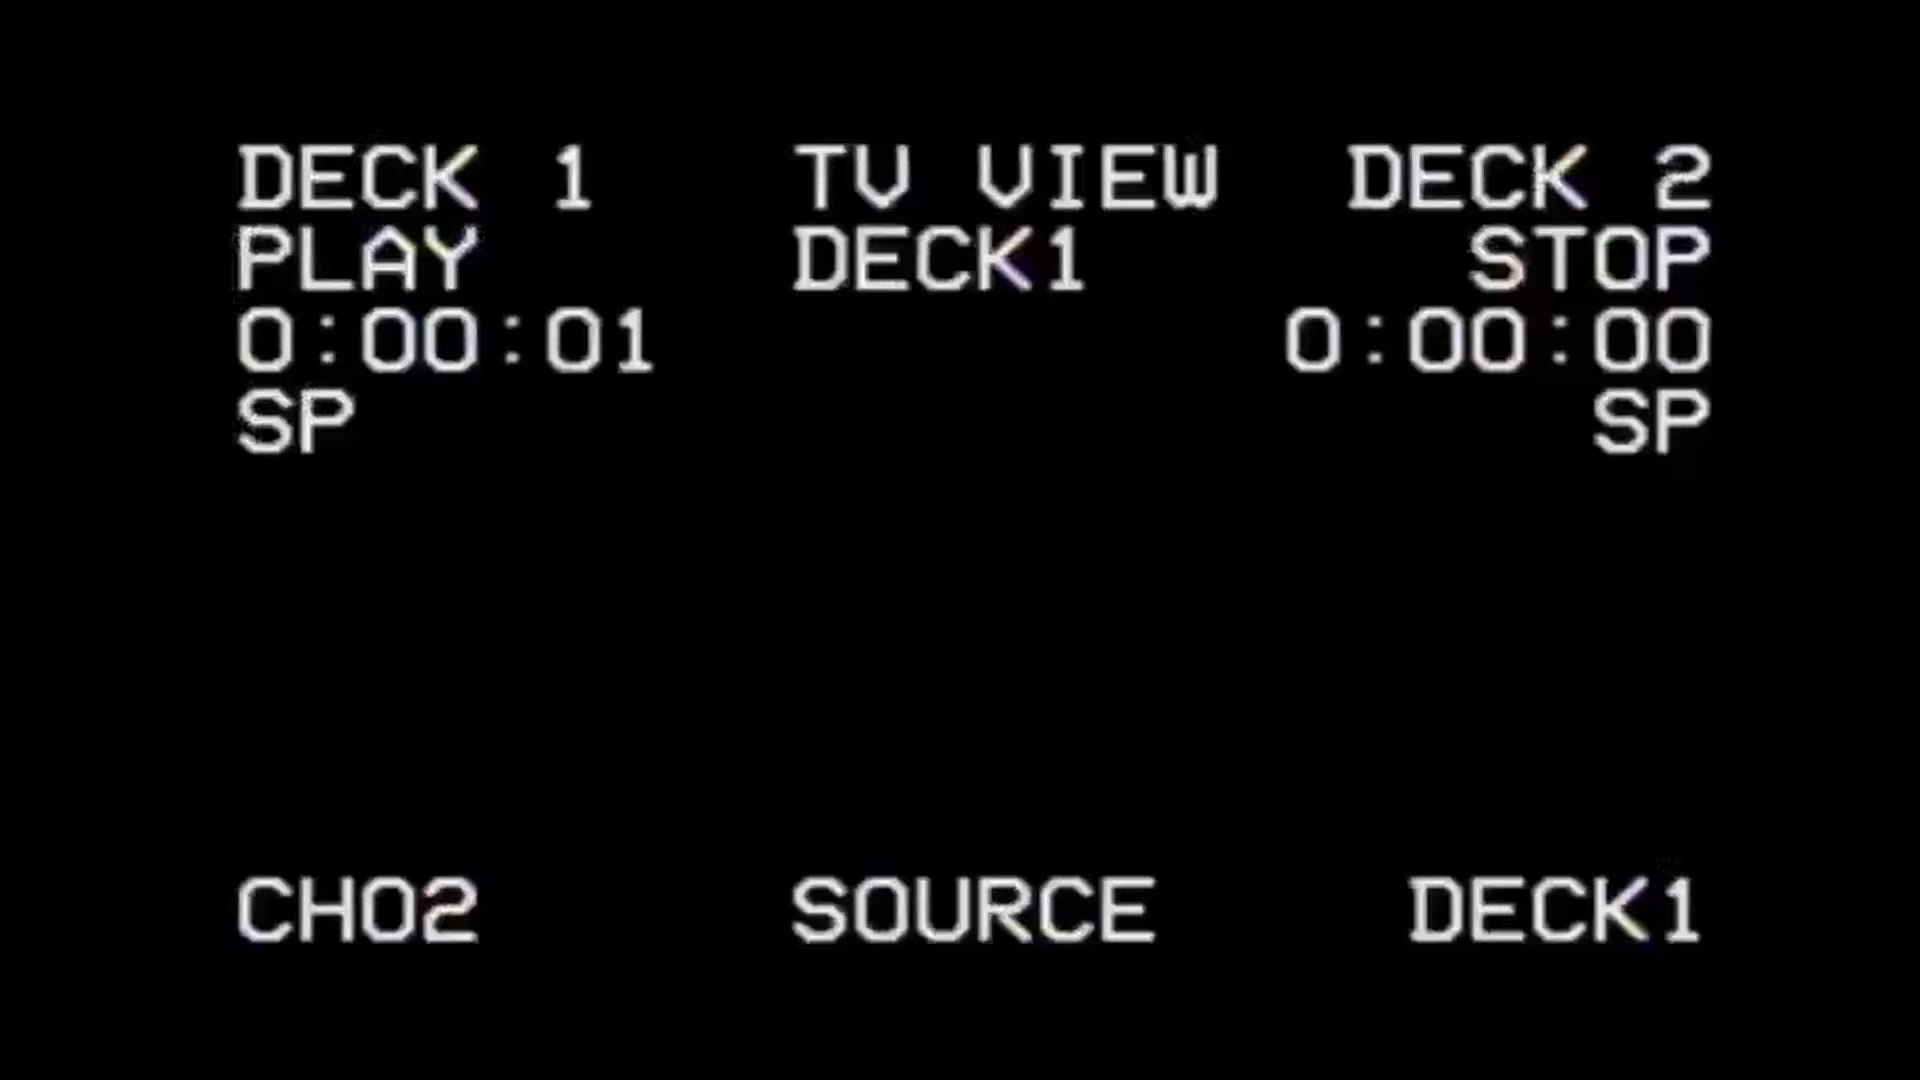 DECK 1 TV VIEW DECK 2
PLAY DECK1 STOP
0:00:01 0:00:00
SP SP
CH02 SOURCE DECK1